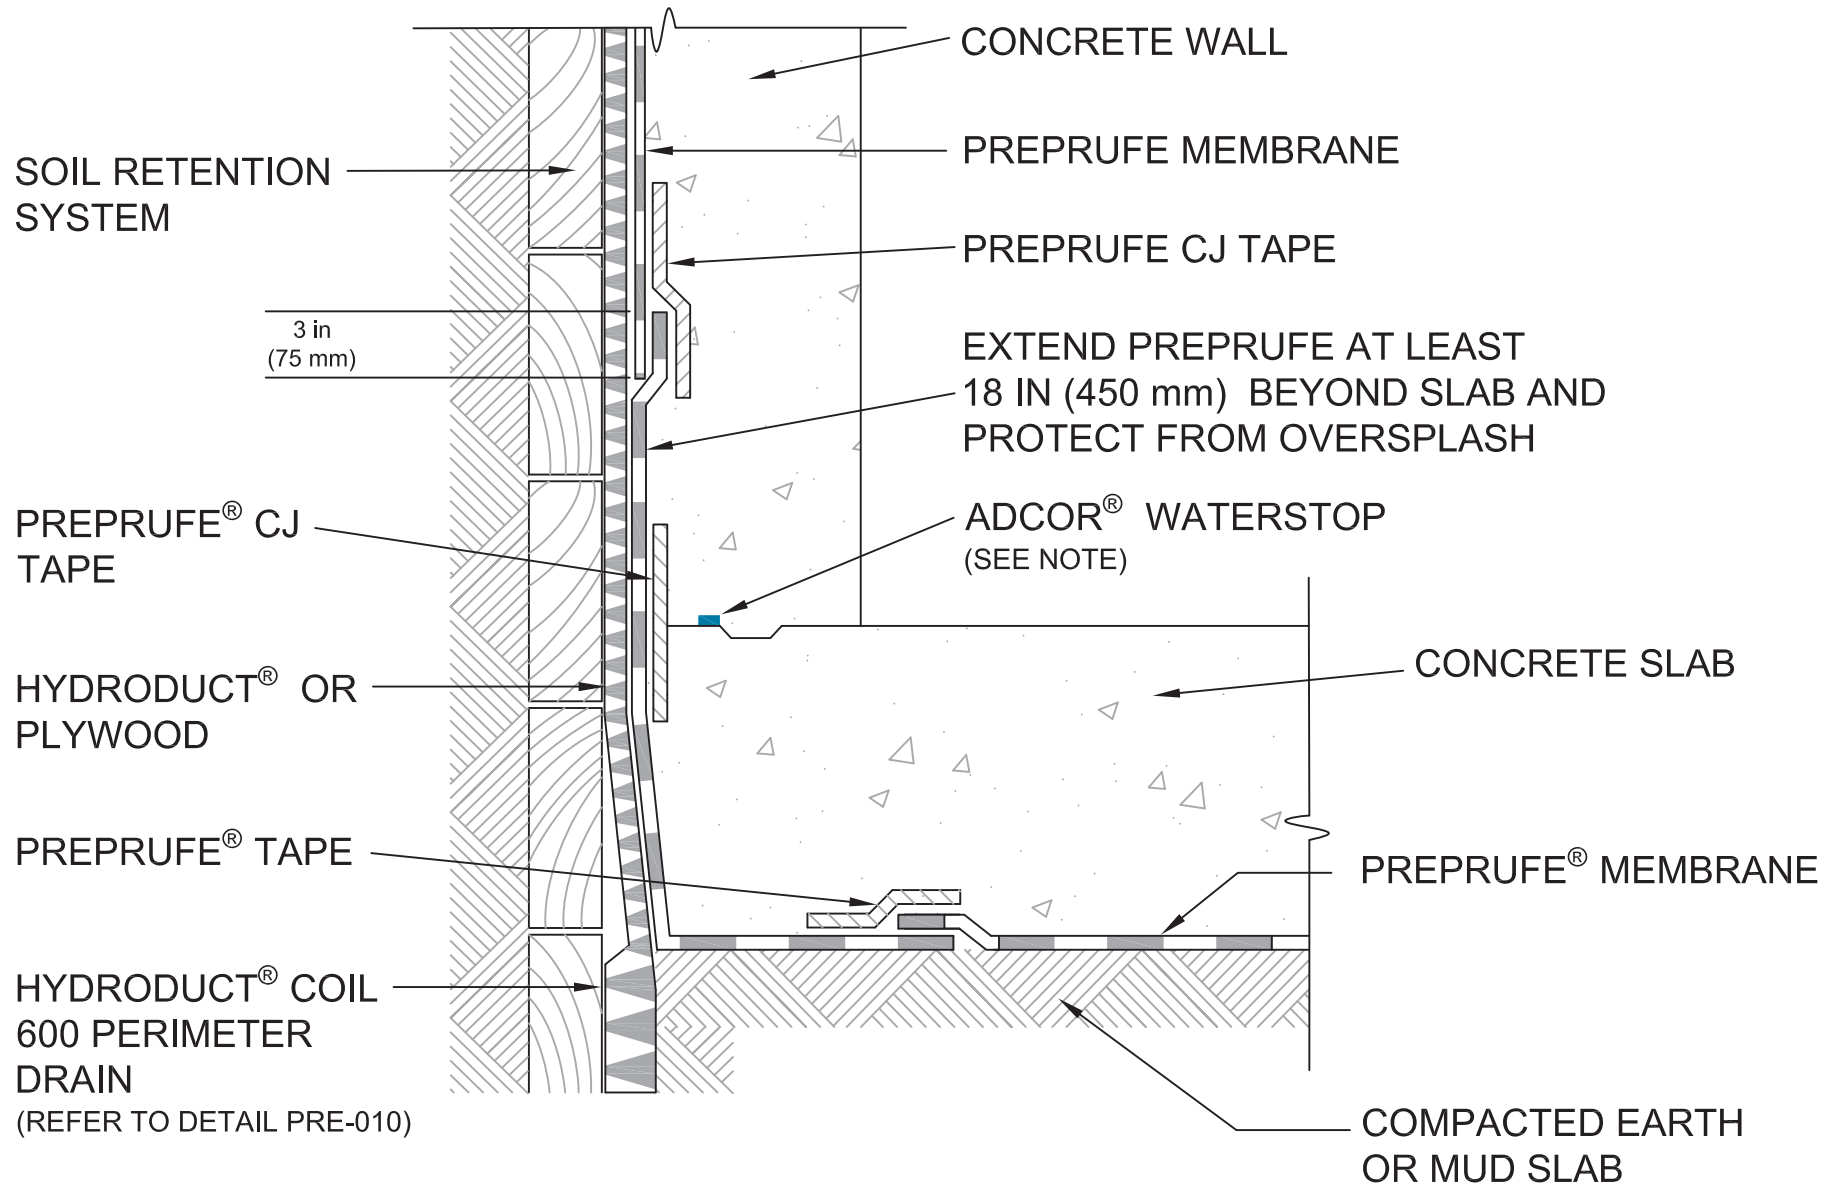 CONCRETE WALL
PREPRUFE MEMBRANE
SOIL RETENTION
SYSTEM
PREPRUFE CJ TAPE
3 in
(75 mm)
EXTEND PREPRUFE AT LEAST
18 IN (450 mm) BEYOND SLAB AND
PROTECT FROM OVERSPLASH
PREPRUFE® CJ
TAPE
ADCOR® WATERSTOP
(SEE NOTE)
HYDRODUCT® OR
PLYWOOD
CONCRETE SLAB
PREPRUFE® TAPE
PREPRUFE® MEMBRANE
HYDRODUCT® COIL
600 PERIMETER
DRAIN
(REFER TO DETAIL PRE-010)
COMPACTED EARTH
OR MUD SLAB